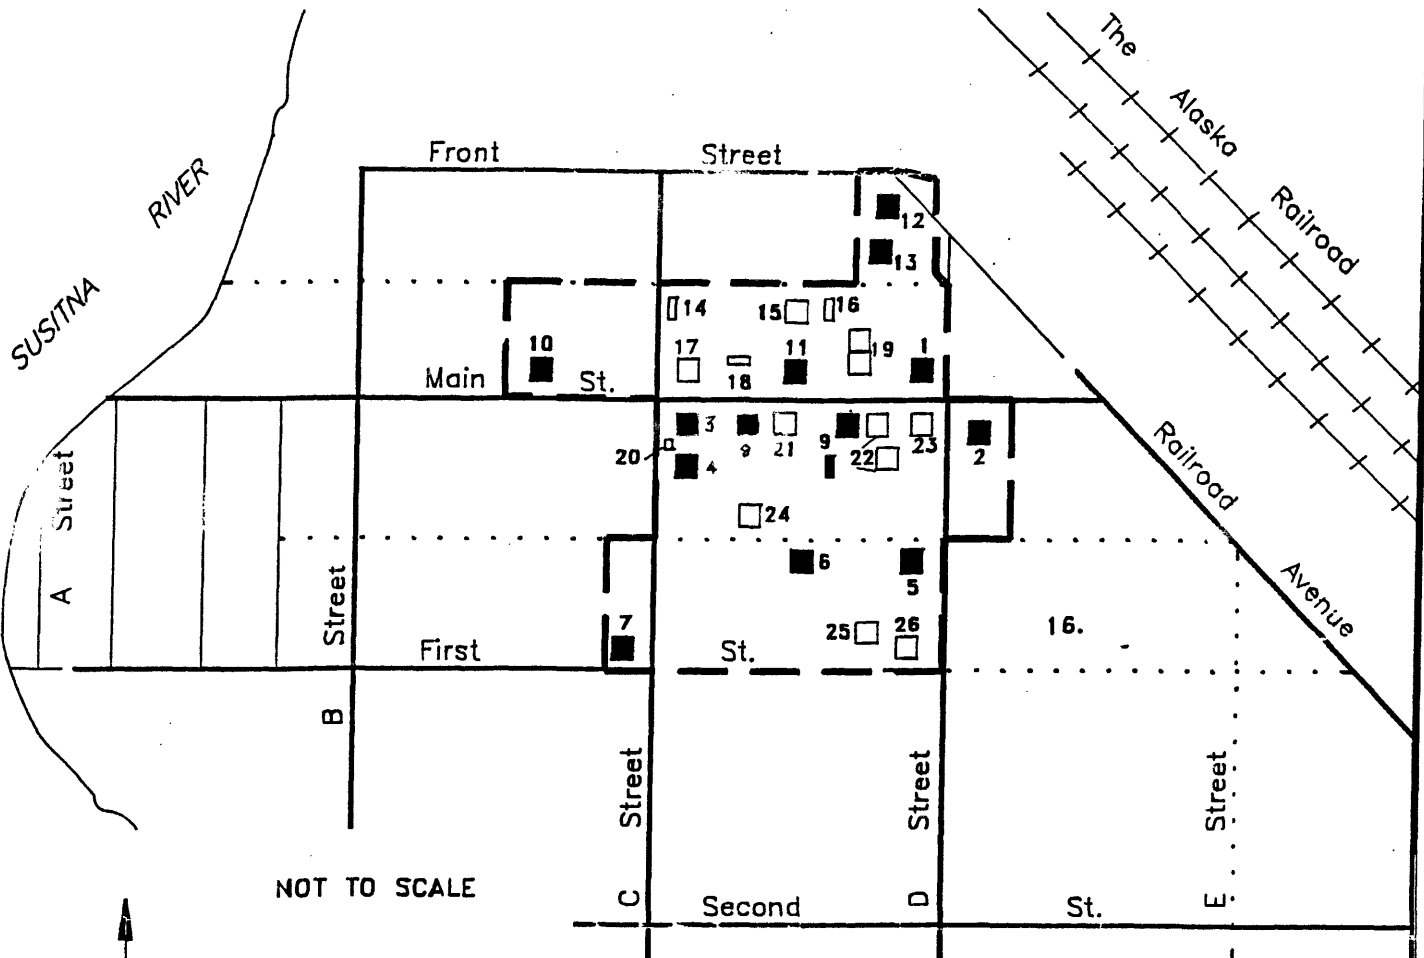 The Alaska Railroad
Front Street
SUSITNA RIVER
12
13
14
15
16
10
17
18
11
19
1
Main St.
3
9
21
9
22
23
2
20
4
24
6
5
7
25
26
16.
First St.
A Street
B Street
C Street
D Street
E Street
Railroad Avenue
NOT TO SCALE
Second St.